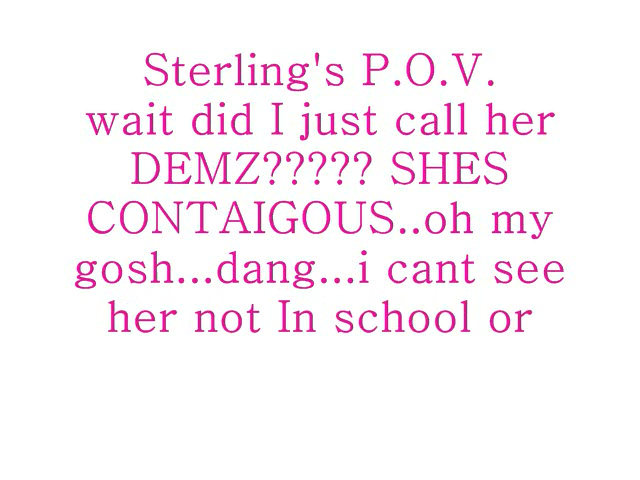 Sterling's P.O.V.
wait did I just call her
DEMZ????? SHES
CONTAIGOUS..oh my
gosh...dang...i cant see
her not In school or